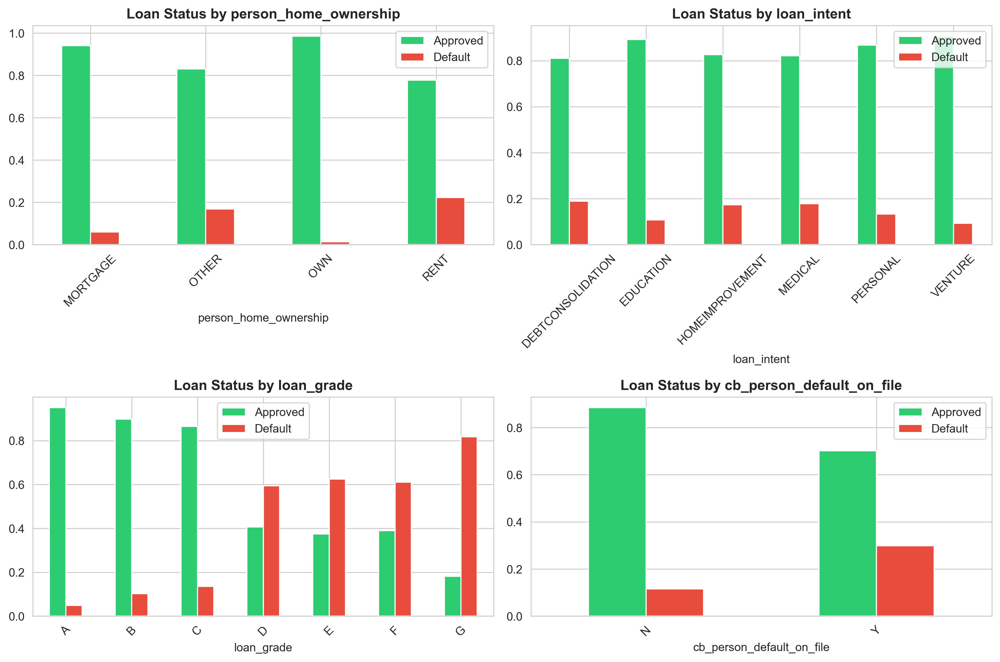 Loan Status by person_home_ownership
1.0
0.8
0.6
0.4
0.2
0.0
Approved
Default
MORTGAGE
OTHER
OWN
RENT
person_home_ownership
Loan Status by loan_intent
0.8
0.6
0.4
0.2
0.0
Approved
Default
DEBTCONSOLIDATION
EDUCATION
HOMEIMPROVEMENT
MEDICAL
PERSONAL
VENTURE
loan_intent
Loan Status by loan_grade
0.8
0.6
0.4
0.2
0.0
Approved
Default
A
B
C
D
E
F
G
loan_grade
Loan Status by cb_person_default_on_file
0.8
0.6
0.4
0.2
0.0
Approved
Default
N
Y
cb_person_default_on_file